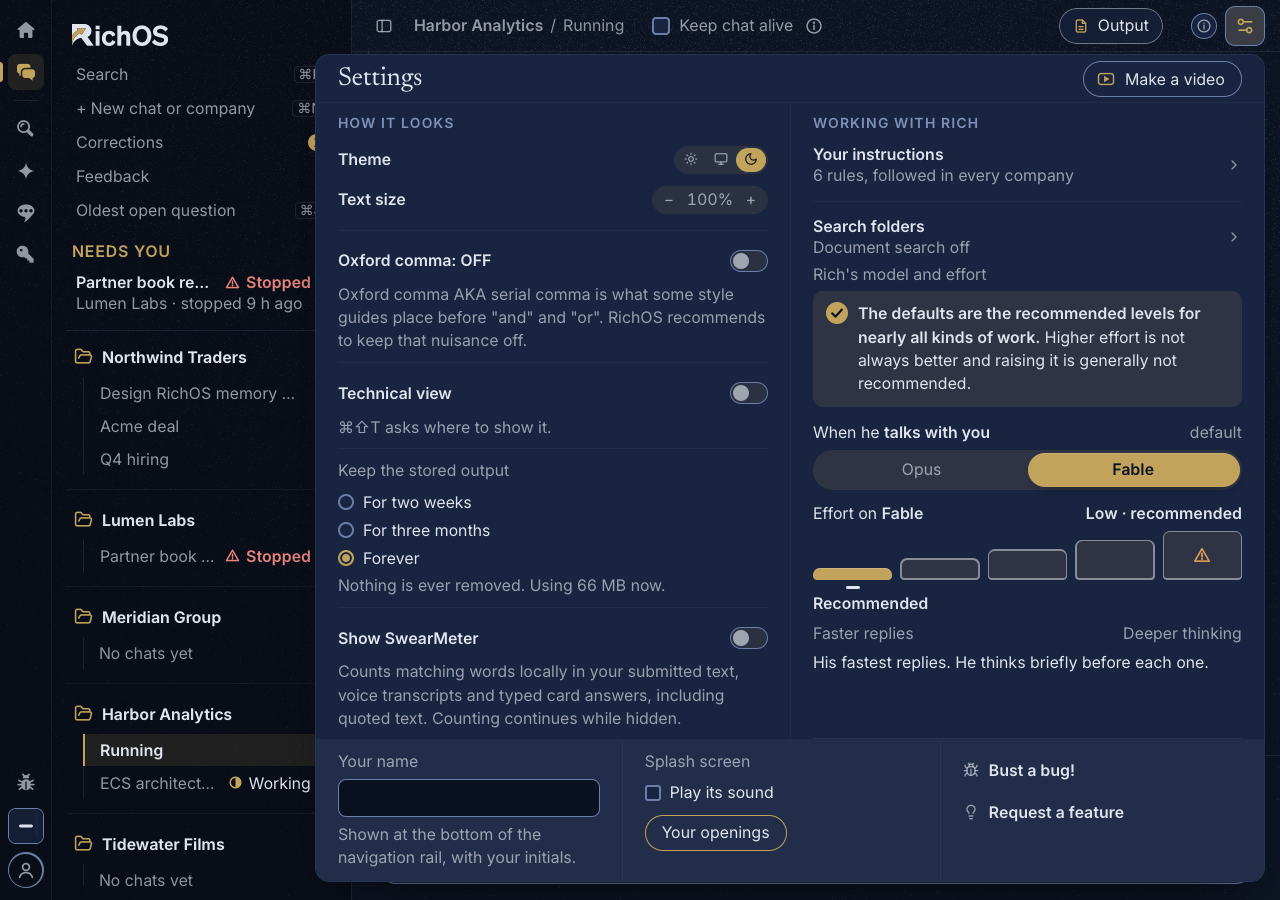 RichOS
Search
+ New chat or company
Corrections
Feedback
Oldest open question
NEEDS YOU
Partner book re... Stopped
Lumen Labs · stopped 9 h ago
Northwind Traders
Design RichOS memory ...
Acme deal
Q4 hiring
Lumen Labs
Partner book ... Stopped
Meridian Group
No chats yet
Harbor Analytics
Running
ECS architect... Working
Tidewater Films
No chats yet
Harbor Analytics / Running
Keep chat alive
Output
Settings
Make a video
HOW IT LOOKS
Theme
Text size
− 100% +
Oxford comma: OFF
Oxford comma AKA serial comma is what some style
guides place before "and" and "or". RichOS recommends
to keep that nuisance off.
Technical view
⌘⇧T asks where to show it.
Keep the stored output
For two weeks
For three months
Forever
Nothing is ever removed. Using 66 MB now.
Show SwearMeter
Counts matching words locally in your submitted text,
voice transcripts and typed card answers, including
quoted text. Counting continues while hidden.
WORKING WITH RICH
Your instructions
6 rules, followed in every company
Search folders
Document search off
Rich's model and effort
The defaults are the recommended levels for
nearly all kinds of work. Higher effort is not
always better and raising it is generally not
recommended.
When he talks with you default
Opus Fable
Effort on Fable Low · recommended
Recommended
Faster replies Deeper thinking
His fastest replies. He thinks briefly before each one.
Your name
Shown at the bottom of the
navigation rail, with your initials.
Splash screen
Play its sound
Your openings
Bust a bug!
Request a feature